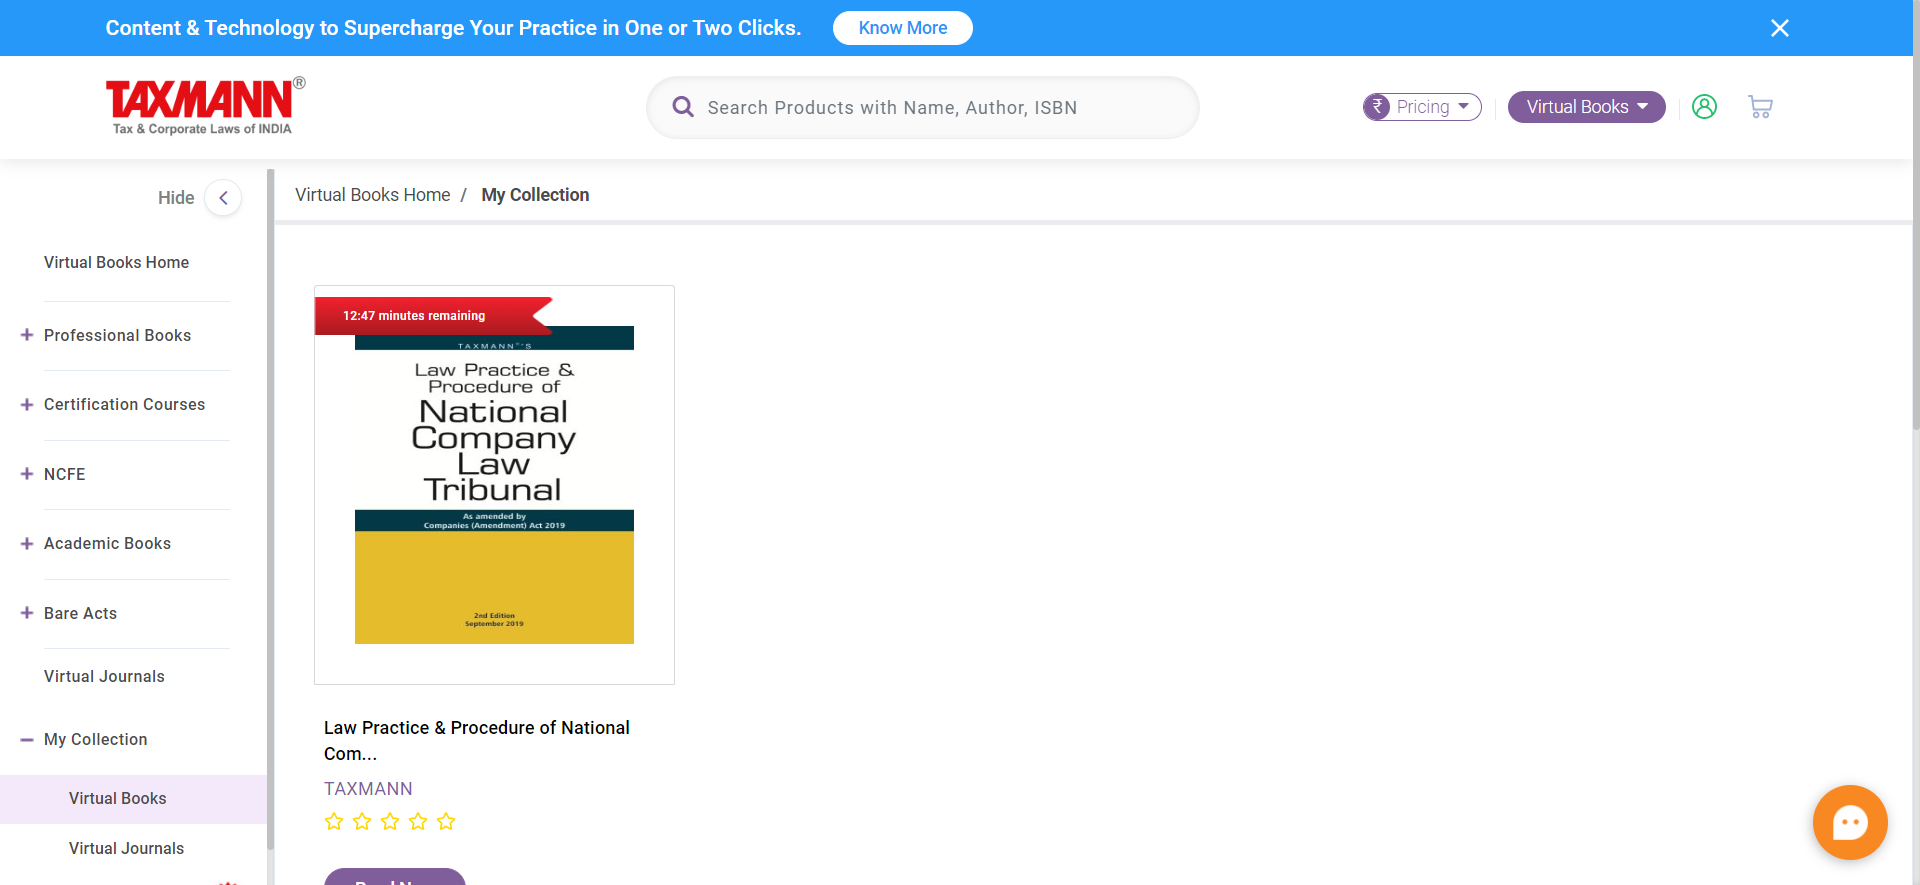 Content & Technology to Supercharge Your Practice in One or Two Clicks.
Know More
TAXMANN®
Tax & Corporate Laws of INDIA
Search Products with Name, Author, ISBN
₹ Pricing
Virtual Books
Hide
Virtual Books Home / My Collection
Virtual Books Home
Professional Books
Certification Courses
NCFE
Academic Books
Bare Acts
Virtual Journals
My Collection
Virtual Books
Virtual Journals
12:47 minutes remaining
TAXMANN®'S
Law Practice &
Procedure of
National
Company
Law
Tribunal
As amended by
Companies (Amendment) Act 2019
2nd Edition
September 2019
Law Practice & Procedure of National
Com...
TAXMANN